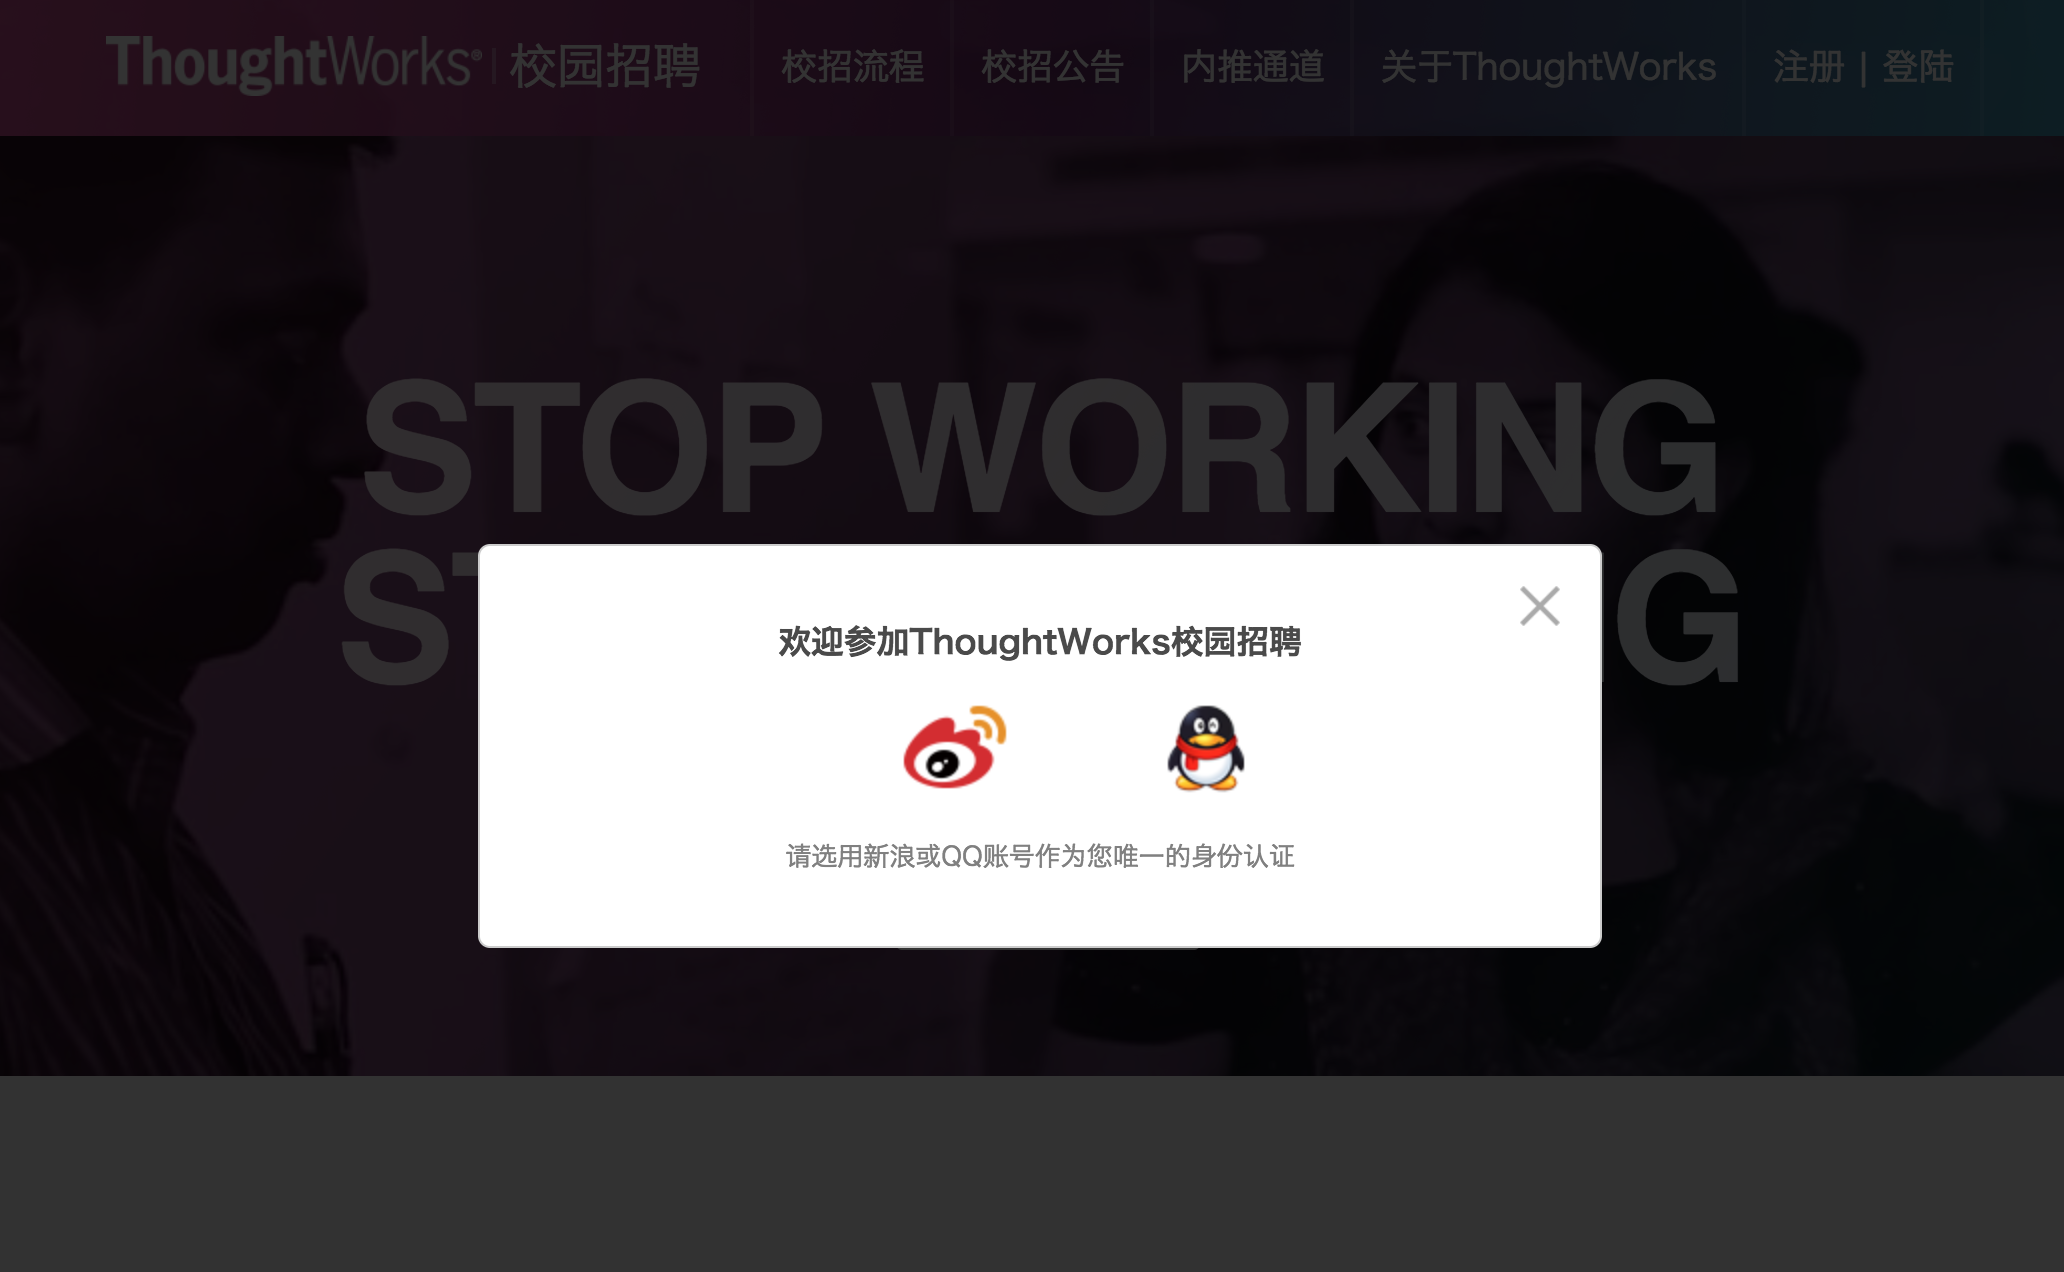 ThoughtWorks® | 校园招聘
校招流程
校招公告
内推通道
关于ThoughtWorks
注册 | 登陆
STOP WORKING
S G
欢迎参加ThoughtWorks校园招聘
请选用新浪或QQ账号作为您唯一的身份认证